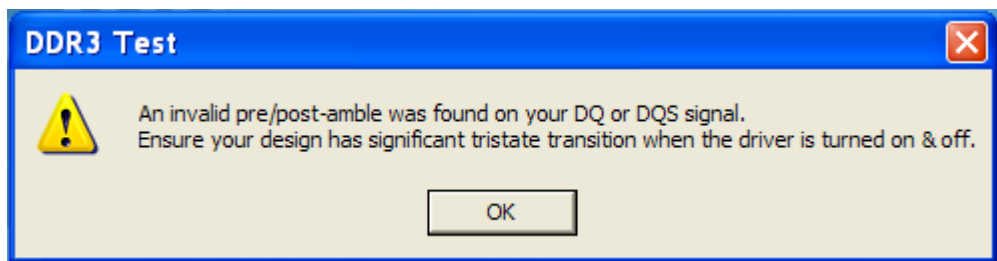 DDR3 Test
An invalid pre/post-amble was found on your DQ or DQS signal.
Ensure your design has significant tristate transition when the driver is turned on & off.
OK